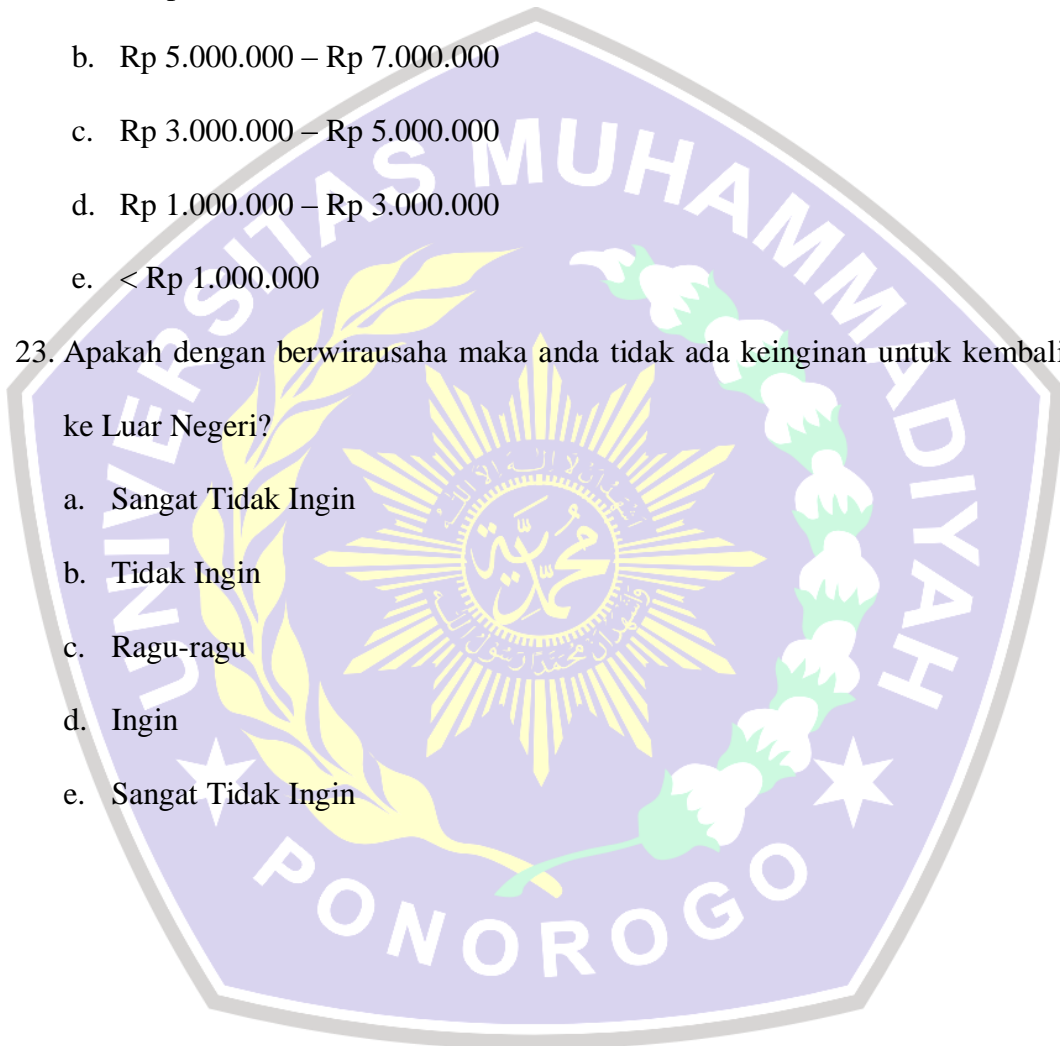 b. Rp 5.000.000 – Rp 7.000.000
c. Rp 3.000.000 – Rp 5.000.000
d. Rp 1.000.000 – Rp 3.000.000
e. < Rp 1.000.000
23. Apakah dengan berwirausaha maka anda tidak ada keinginan untuk kembali
ke Luar Negeri?
a. Sangat Tidak Ingin
b. Tidak Ingin
c. Ragu-ragu
d. Ingin
e. Sangat Tidak Ingin
UNIVERSITAS MUHAMMADIYAH
PONOROGO
محمدية